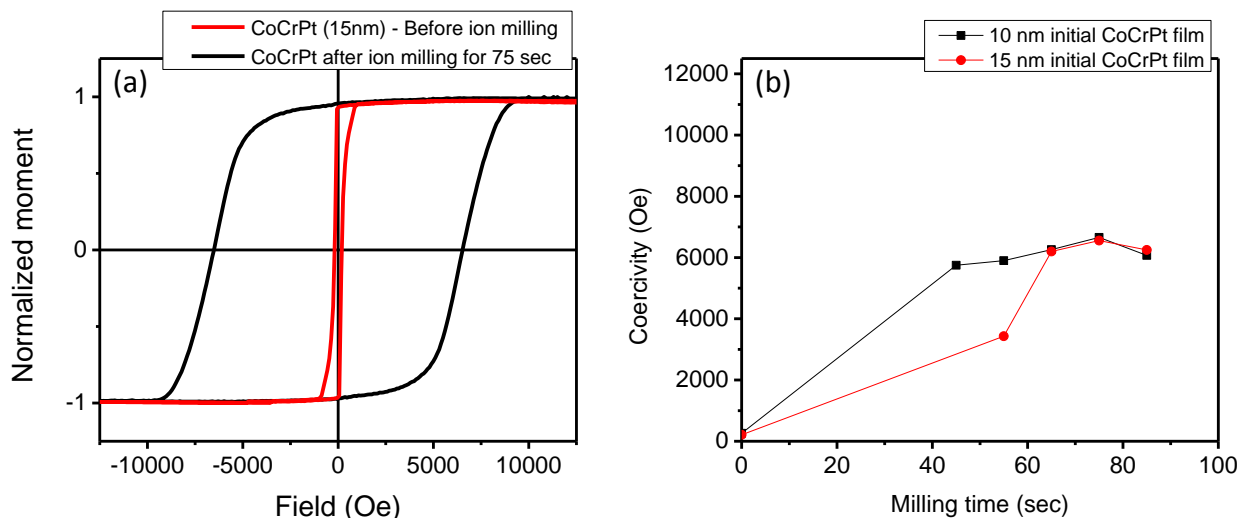 CoCrPt (15nm) - Before ion milling
CoCrPt after ion milling for 75 sec
(a)
1
0
-1
Normalized moment
-10000 -5000 0 5000 10000
Field (Oe)
10 nm initial CoCrPt film
15 nm initial CoCrPt film
(b)
12000
10000
8000
6000
4000
2000
0
Coercivity (Oe)
0 20 40 60 80 100
Milling time (sec)